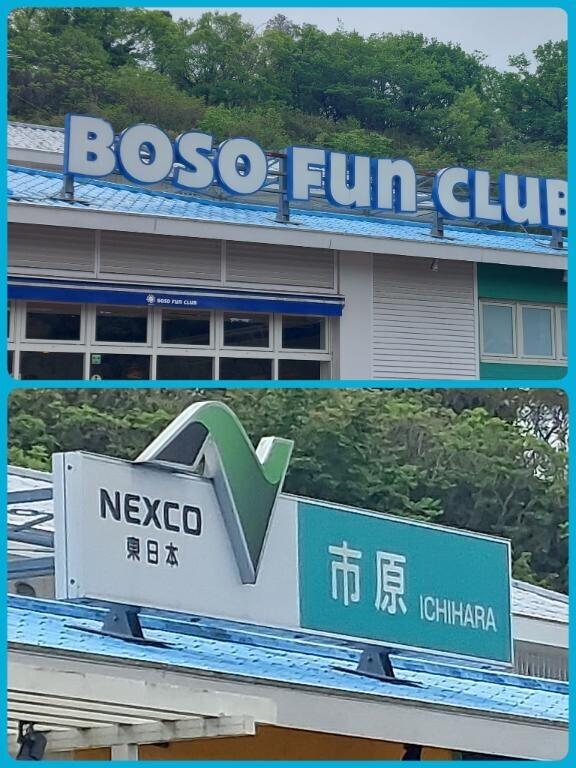 BOSO FUN CLUB
BOSO FUN CLUB
NEXCO
東日本
市原 ICHIHARA